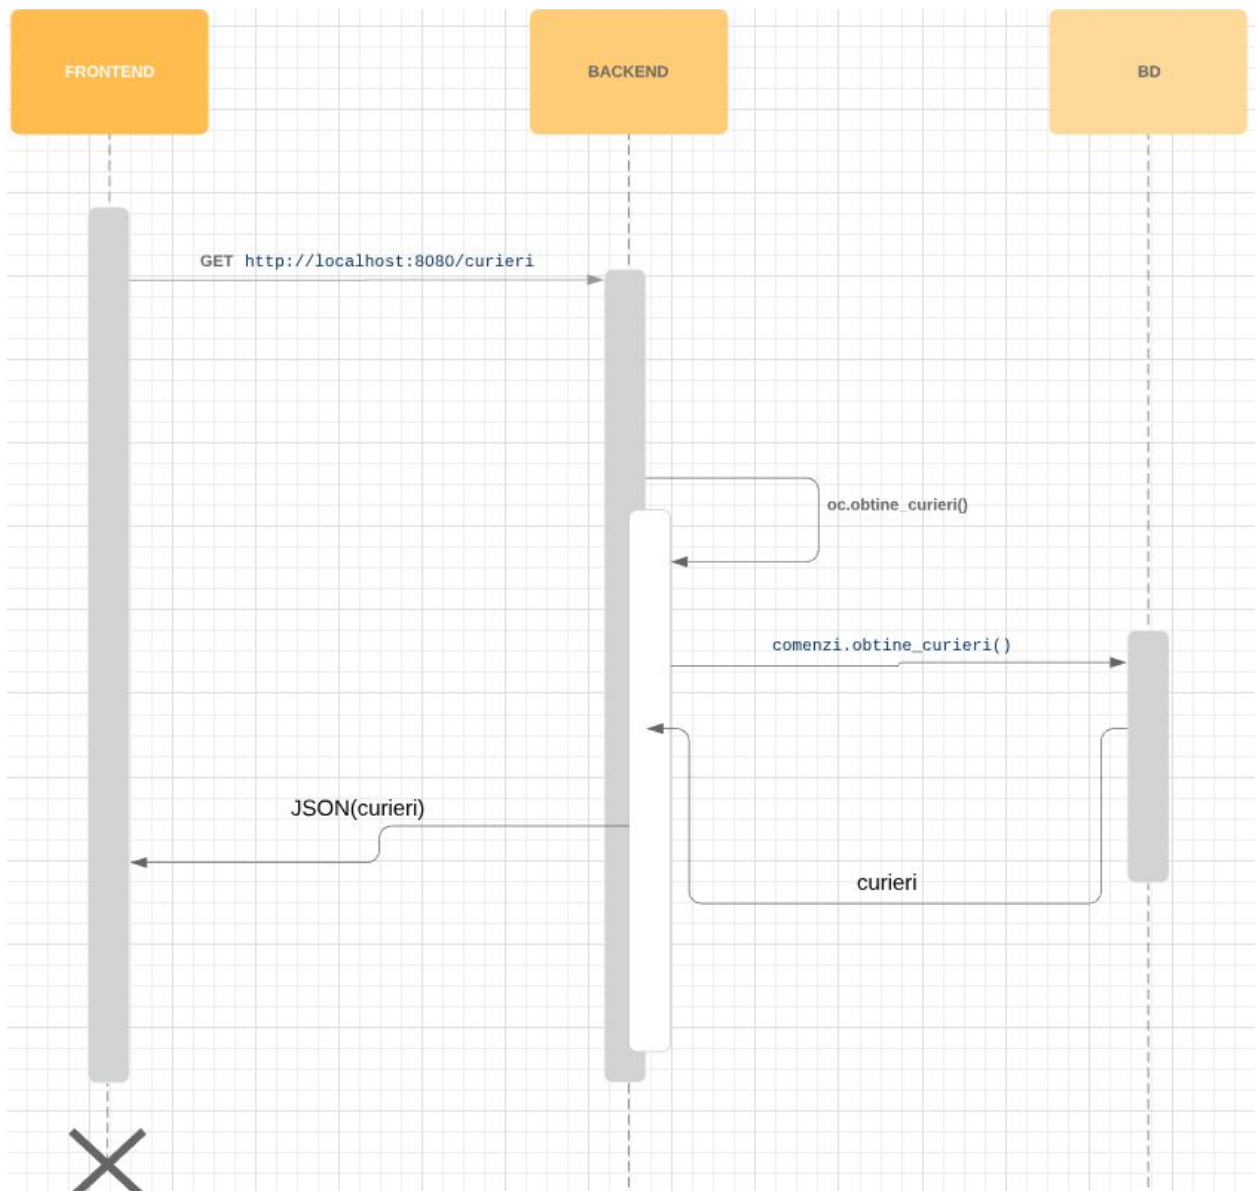 FRONTEND
BACKEND
BD
GET http://localhost:8080/curieri
oc.obtine_curieri()
comenzi.obtine_curieri()
JSON(curieri)
curieri